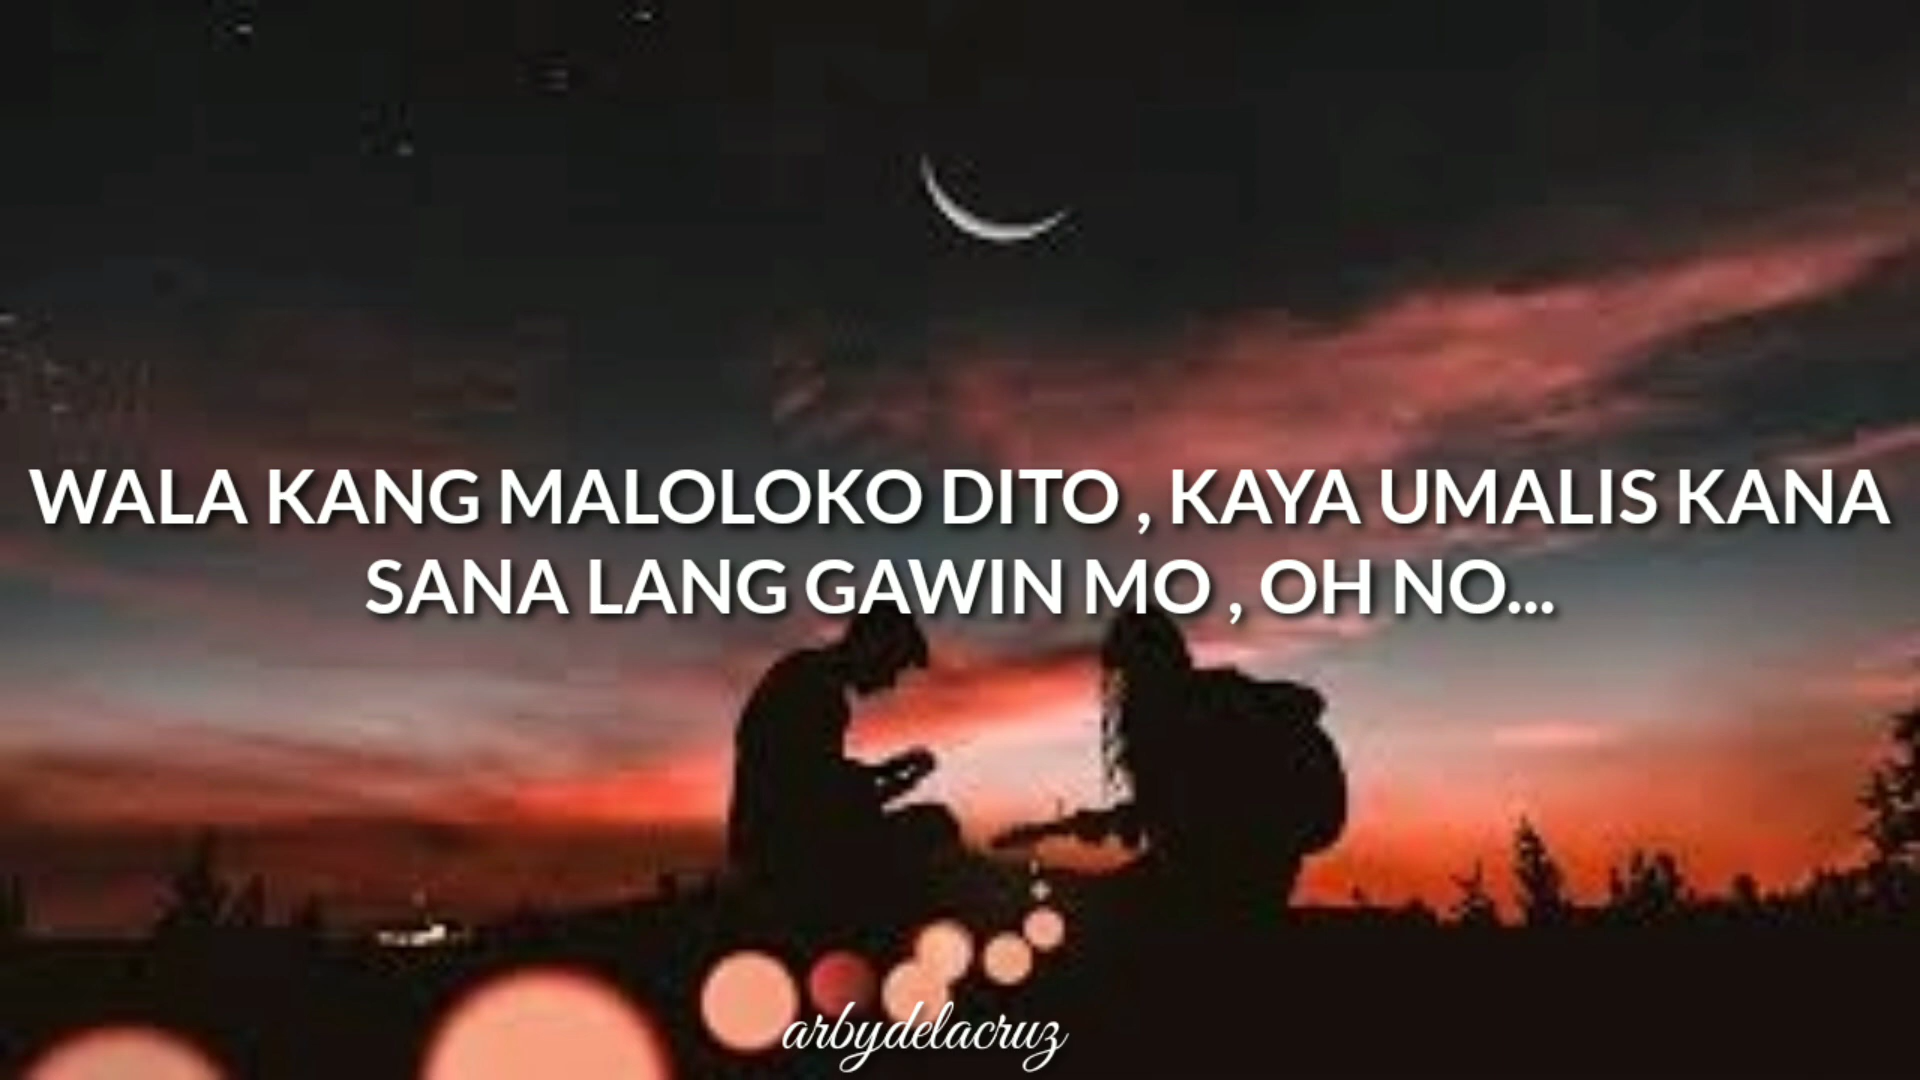 WALA KANG MALOLOKO DITO , KAYA UMALIS KANA
SANA LANG GAWIN MO , OH NO...
arbydelacruz